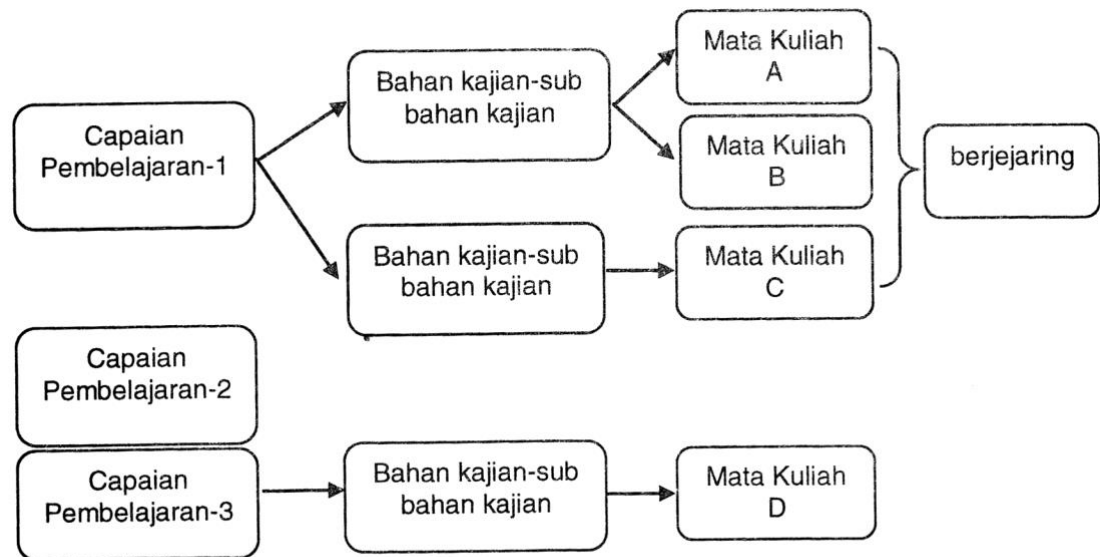 Capaian
Pembelajaran-1
Bahan kajian-sub
bahan kajian
Mata Kuliah
A
Mata Kuliah
B
berjejaring
Bahan kajian-sub
bahan kajian
Mata Kuliah
C
Capaian
Pembelajaran-2
Capaian
Pembelajaran-3
Bahan kajian-sub
bahan kajian
Mata Kuliah
D